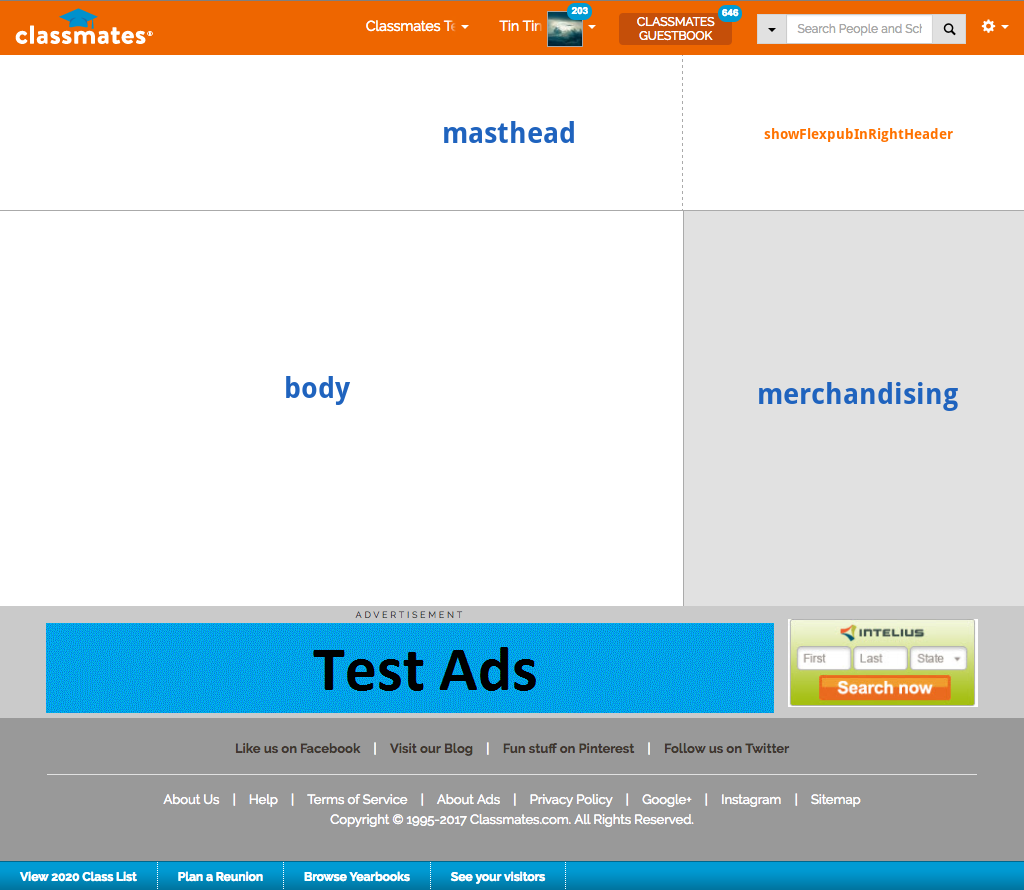 classmates®
Classmates Te
Tin Tin
203
CLASSMATES
GUESTBOOK
646
Search People and Sch
masthead
showFlexpubInRightHeader
body
merchandising
ADVERTISEMENT
Test Ads
INTELIUS
First Last State
Search now
Like us on Facebook | Visit our Blog | Fun stuff on Pinterest | Follow us on Twitter
About Us | Help | Terms of Service | About Ads | Privacy Policy | Google+ | Instagram | Sitemap
Copyright © 1995-2017 Classmates.com. All Rights Reserved.
View 2020 Class List Plan a Reunion Browse Yearbooks See your visitors